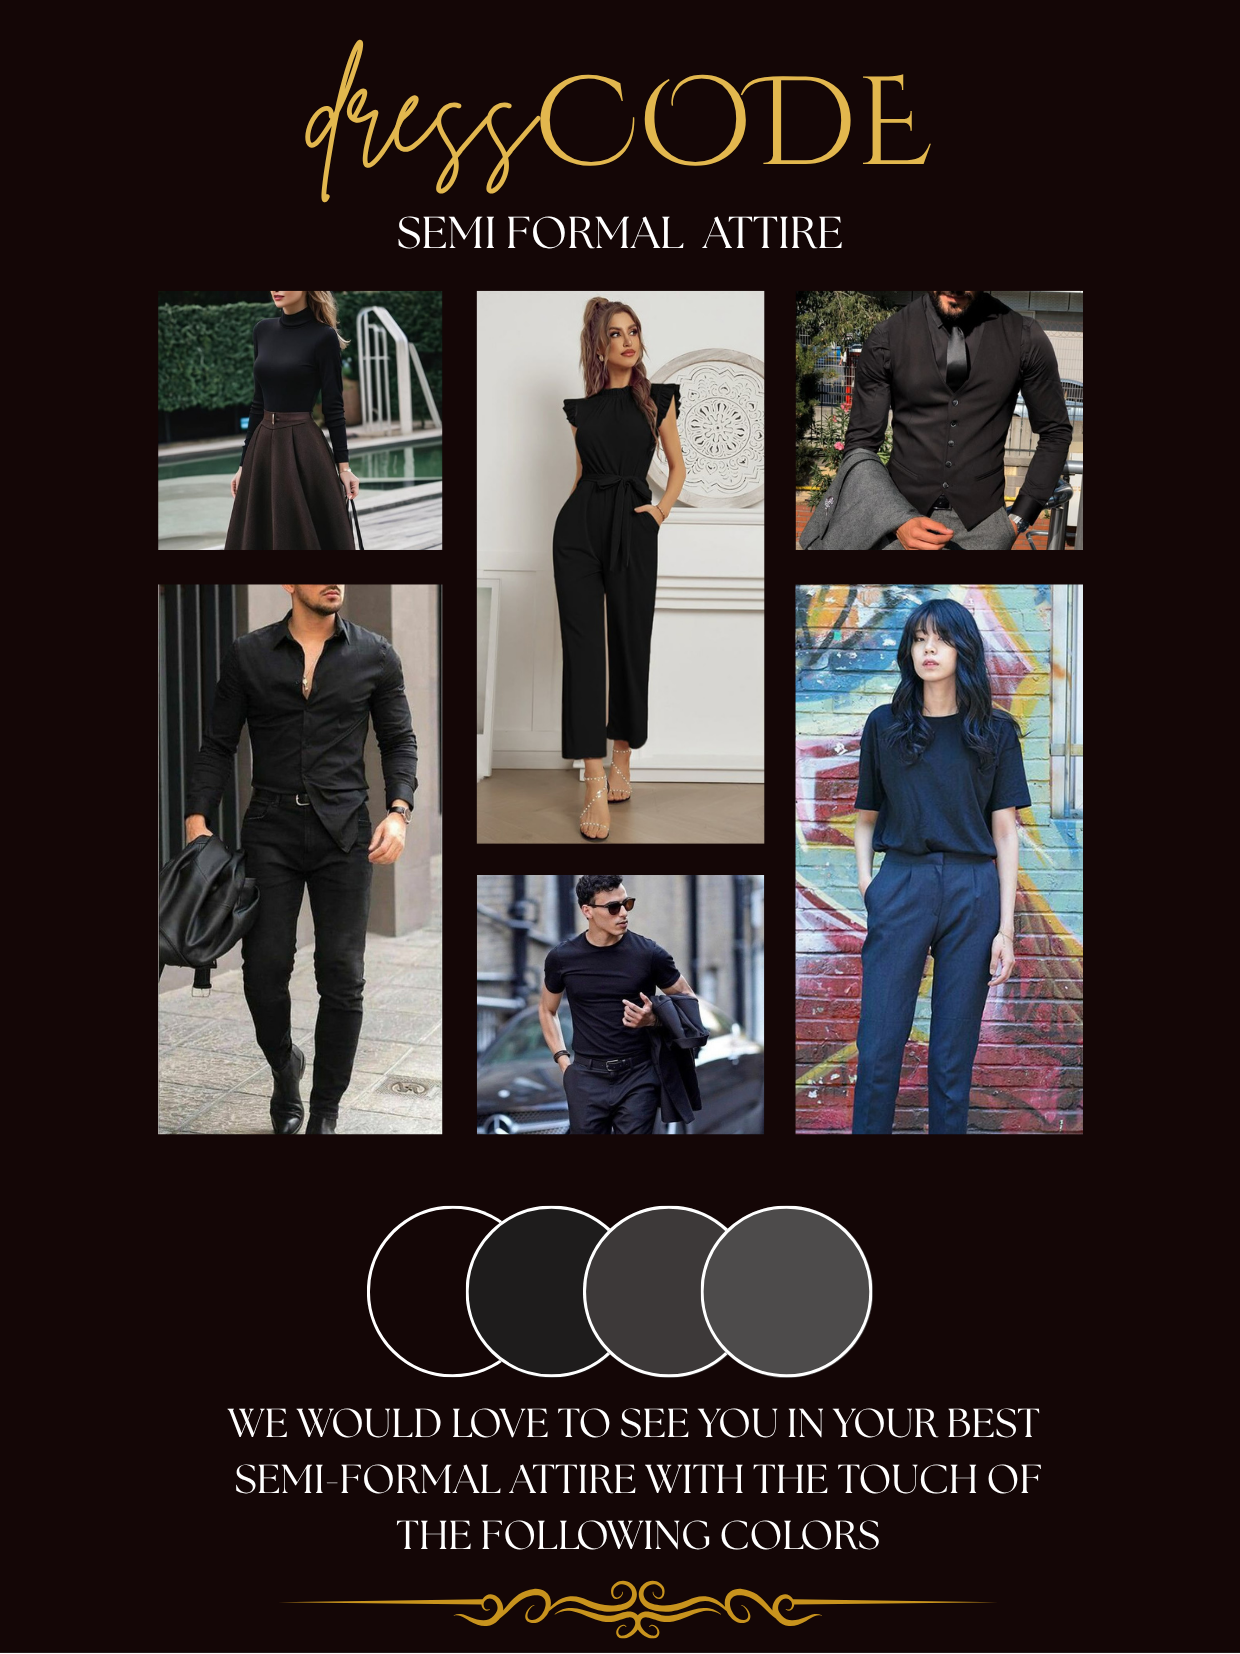 dressCODE
SEMI FORMAL ATTIRE
WE WOULD LOVE TO SEE YOU IN YOUR BEST
SEMI-FORMAL ATTIRE WITH THE TOUCH OF
THE FOLLOWING COLORS